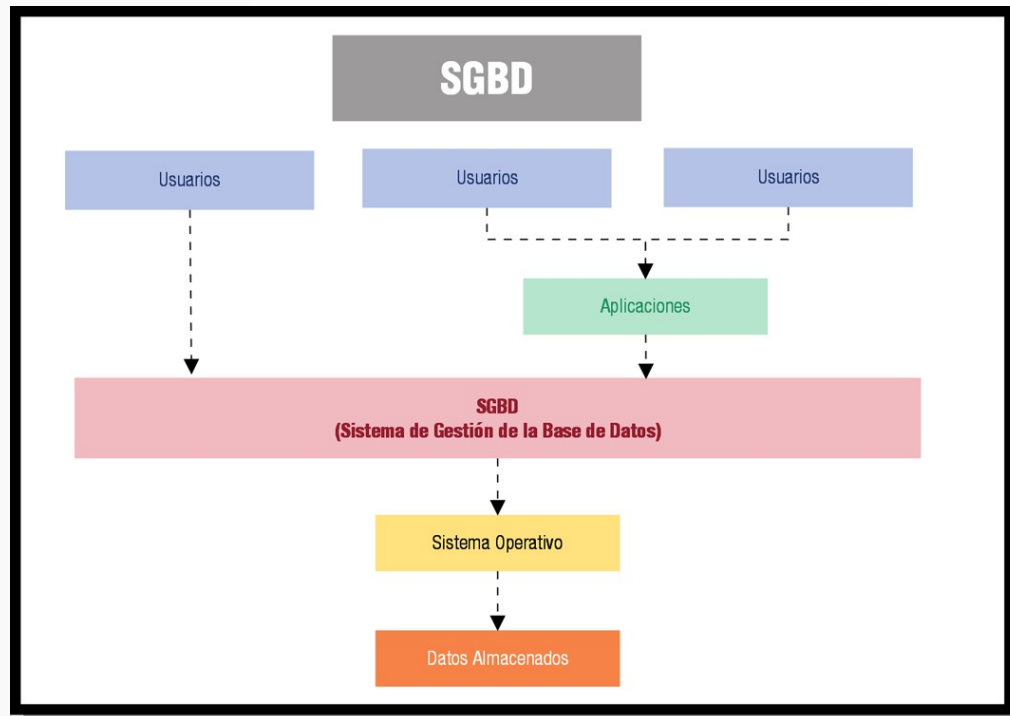 SGBD
Usuarios
Usuarios
Usuarios
Aplicaciones
SGBD
(Sistema de Gestión de la Base de Datos)
Sistema Operativo
Datos Almacenados